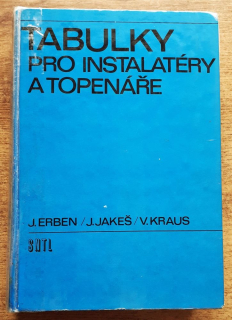 TABULKY
PRO INSTALATÉRY
A TOPENÁŘE
J. ERBEN / J. JAKEŠ / V. KRAUS
SNTL